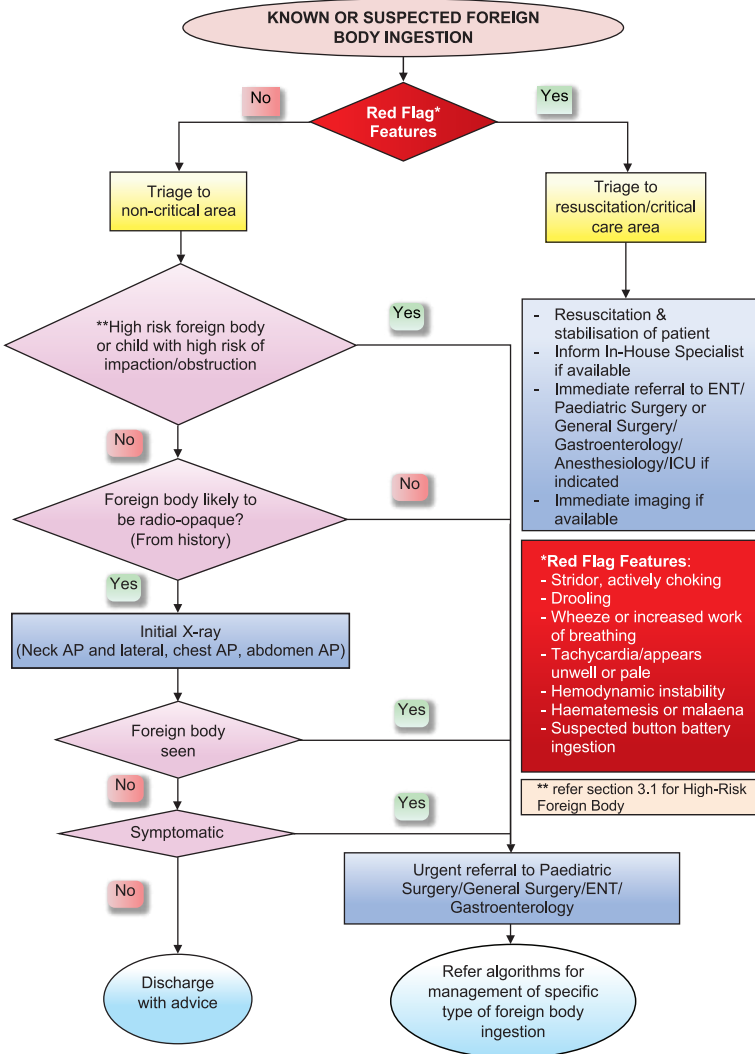 KNOWN OR SUSPECTED FOREIGN
BODY INGESTION
No
Yes
Red Flag*
Features
Triage to
non-critical area
Triage to
resuscitation/critical
care area
**High risk foreign body
or child with high risk of
impaction/obstruction
Yes
- Resuscitation &
stabilisation of patient
- Inform In-House Specialist
if available
- Immediate referral to ENT/
Paediatric Surgery or
General Surgery/
Gastroenterology/
Anesthesiology/ICU if
indicated
- Immediate imaging if
available
No
Foreign body likely to
be radio-opaque?
(From history)
No
Yes
*Red Flag Features:
- Stridor, actively choking
- Drooling
- Wheeze or increased work
of breathing
- Tachycardia/appears
unwell or pale
- Hemodynamic instability
- Haematemesis or malaena
- Suspected button battery
ingestion
Initial X-ray
(Neck AP and lateral, chest AP, abdomen AP)
Foreign body
seen
Yes
No
** refer section 3.1 for High-Risk
Foreign Body
Symptomatic
Yes
No
Urgent referral to Paediatric
Surgery/General Surgery/ENT/
Gastroenterology
Discharge
with advice
Refer algorithms for
management of specific
type of foreign body
ingestion